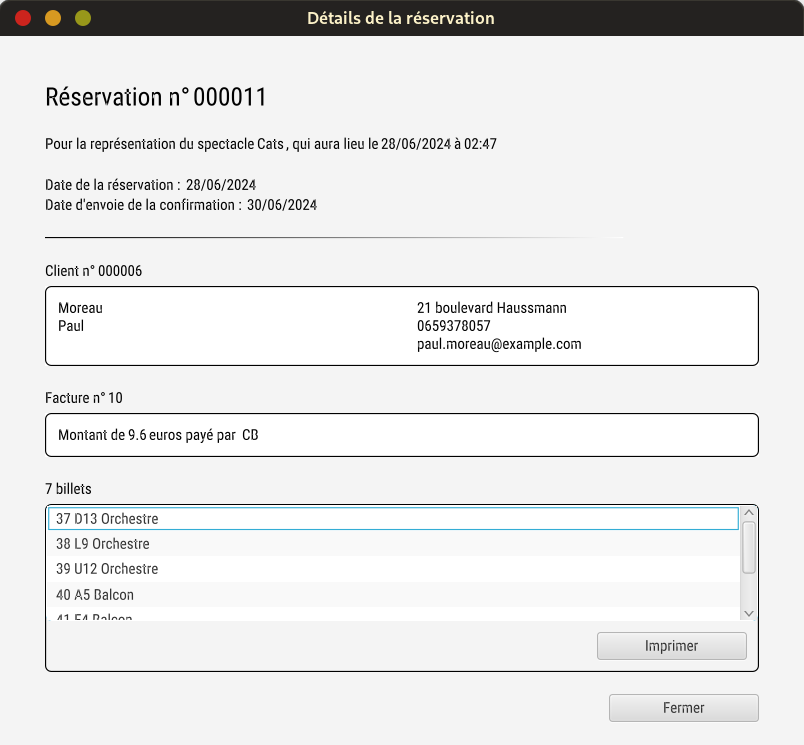 Détails de la réservation
Réservation n° 000011
Pour la représentation du spectacle Cats , qui aura lieu le 28/06/2024 à 02:47
Date de la réservation : 28/06/2024
Date d'envoie de la confirmation : 30/06/2024
Client n° 000006
Moreau
Paul
21 boulevard Haussmann
0659378057
paul.moreau@example.com
Facture n° 10
Montant de 9.6 euros payé par CB
7 billets
37 D13 Orchestre
38 L9 Orchestre
39 U12 Orchestre
40 A5 Balcon
Imprimer
Fermer